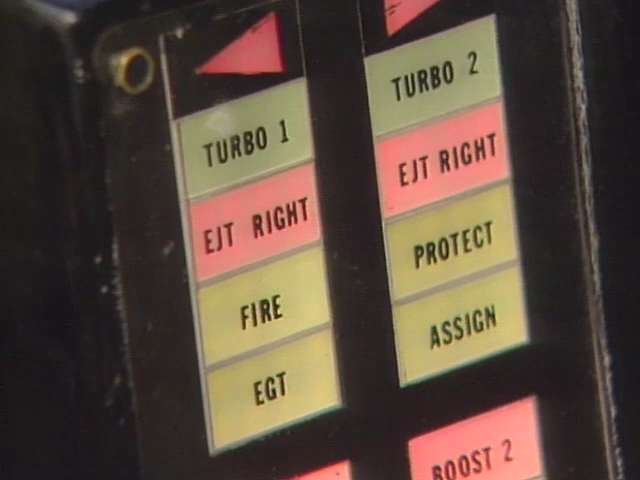 TURBO 1
EJT RIGHT
FIRE
EGT
TURBO 2
EJT RIGHT
PROTECT
ASSIGN
BOOST 2